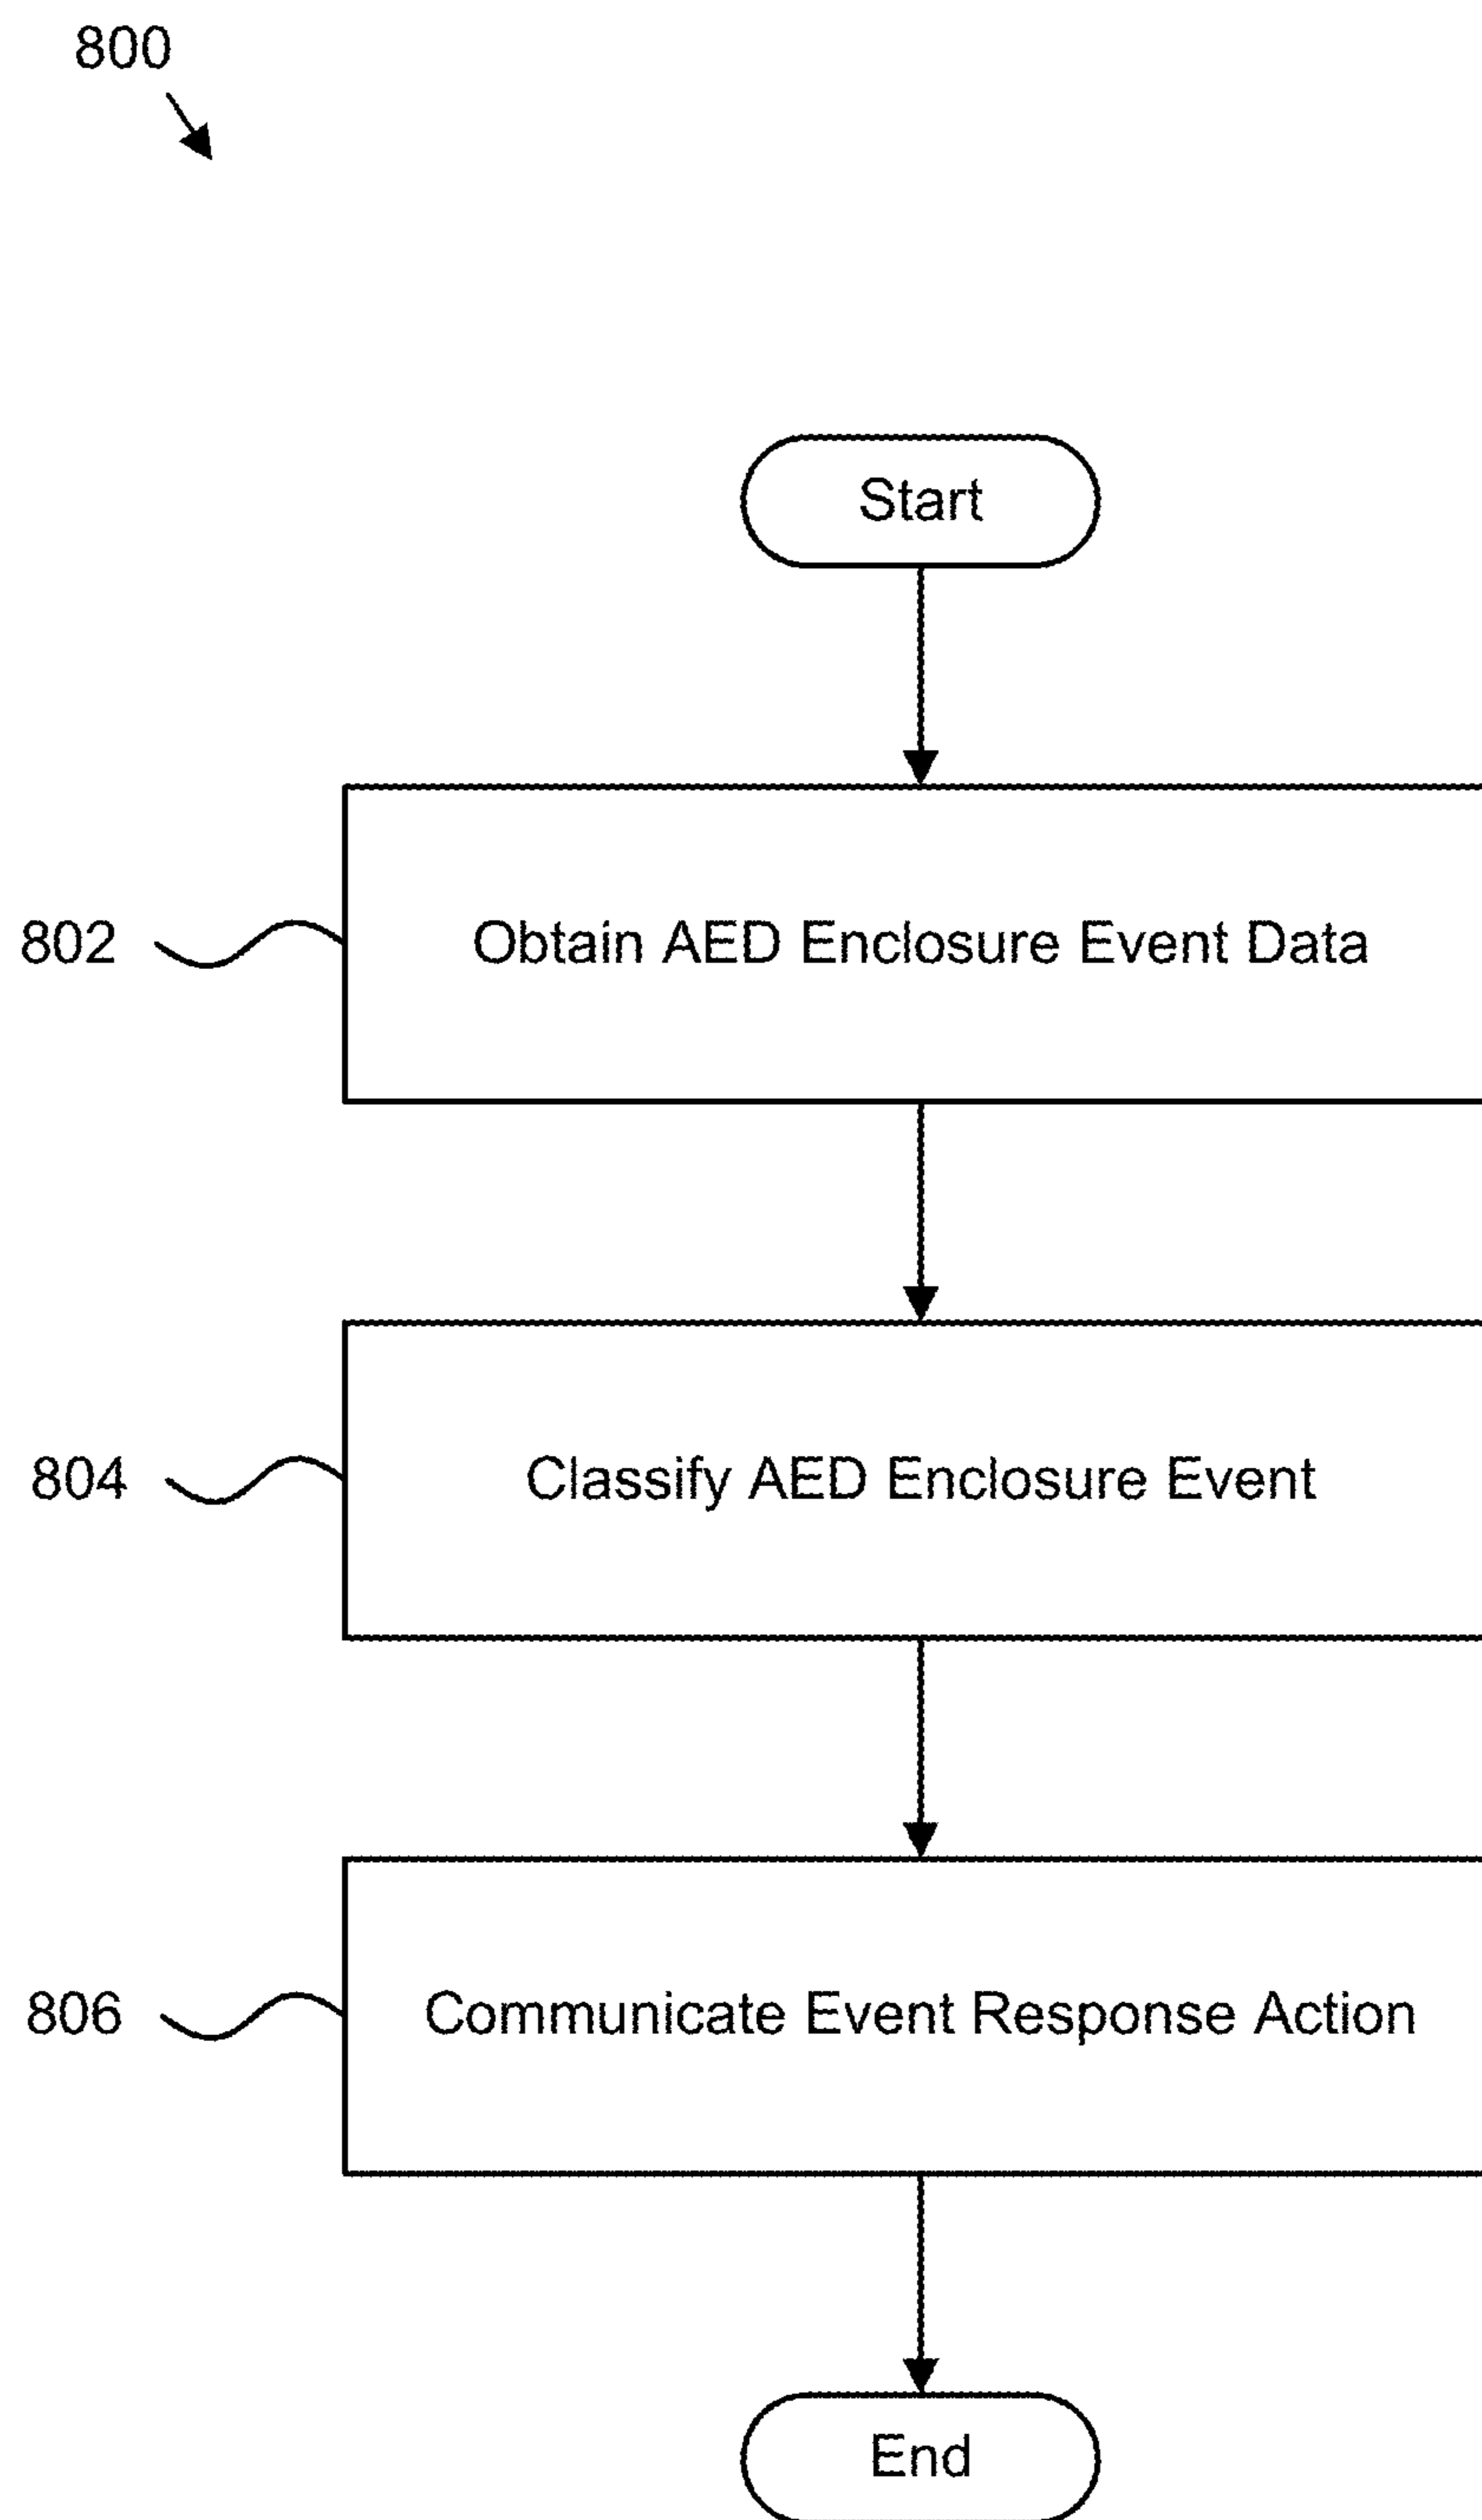 800
Start
802 Obtain AED Enclosure Event Data
804 Classify AED Enclosure Event
806 Communicate Event Response Action
End